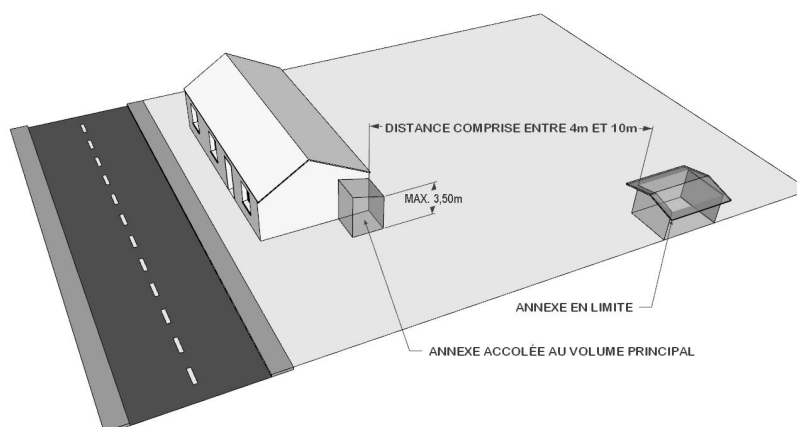 DISTANCE COMPRISE ENTRE 4m ET 10m
MAX. 3,50m
ANNEXE EN LIMITE
ANNEXE ACCOLÉE AU VOLUME PRINCIPAL